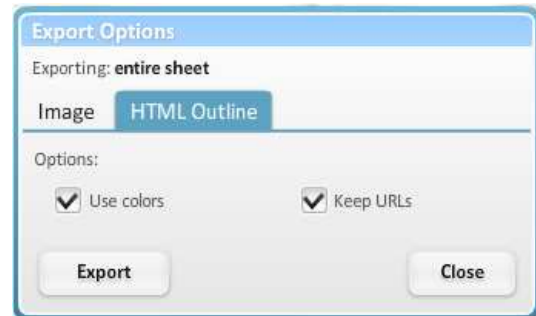 Export Options
Exporting: entire sheet
Image HTML Outline
Options:
Use colors Keep URLs
Export Close